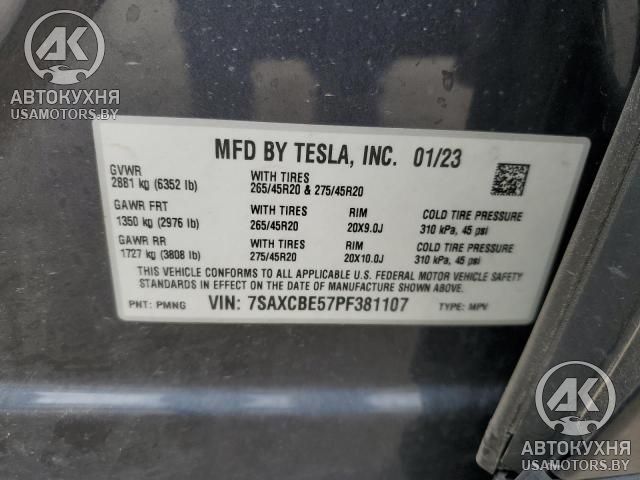 AK
АВТОКУХНЯ
USAMOTORS.BY
MFD BY TESLA, INC. 01/23
GVWR
2881 kg (6352 lb)
WITH TIRES
265/45R20 & 275/45R20
GAWR FRT
1350 kg (2976 lb)
WITH TIRES
265/45R20
RIM
20X9.0J
COLD TIRE PRESSURE
310 kPa, 45 psi
GAWR RR
1727 kg (3808 lb)
WITH TIRES
275/45R20
RIM
20X10.0J
COLD TIRE PRESSURE
310 kPa, 45 psi
THIS VEHICLE CONFORMS TO ALL APPLICABLE U.S. FEDERAL MOTOR VEHICLE SAFETY
STANDARDS IN EFFECT ON THE DATE OF MANUFACTURE SHOWN ABOVE.
PNT: PMNG VIN: 7SAXCBE57PF381107 TYPE: MPV
AK
АВТОКУХНЯ
USAMOTORS.BY